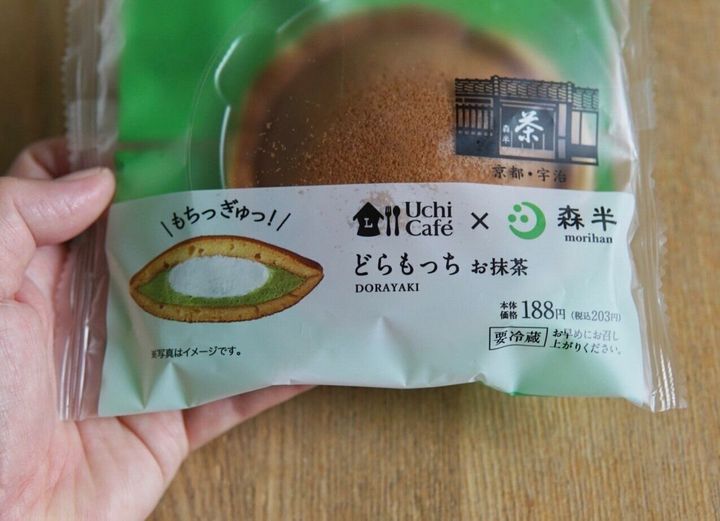 茶
森半
京都・宇治
\もちっぎゅっ!/
L Uchi Café × 森半
morihan
どらもっち お抹茶
DORAYAKI
本体価格 188円 (税込203円)
要冷蔵 お早めにお召し
上がりください。
※写真はイメージです。